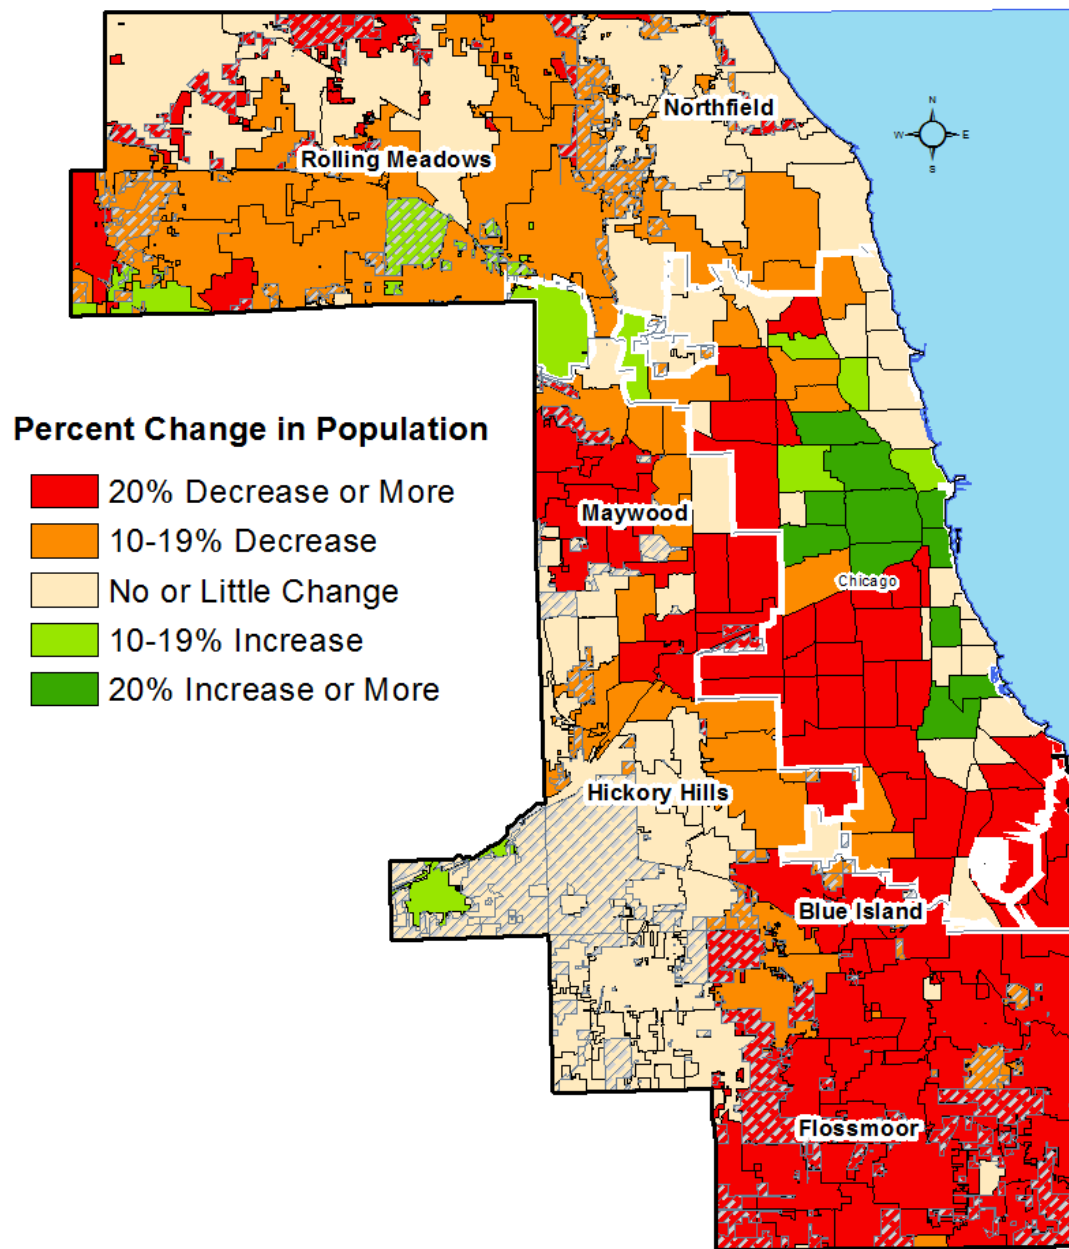 Northfield
N
W E
S
Rolling Meadows
Percent Change in Population
20% Decrease or More
10-19% Decrease
No or Little Change
10-19% Increase
20% Increase or More
Maywood
Chicago
Hickory Hills
Blue Island
Flossmoor